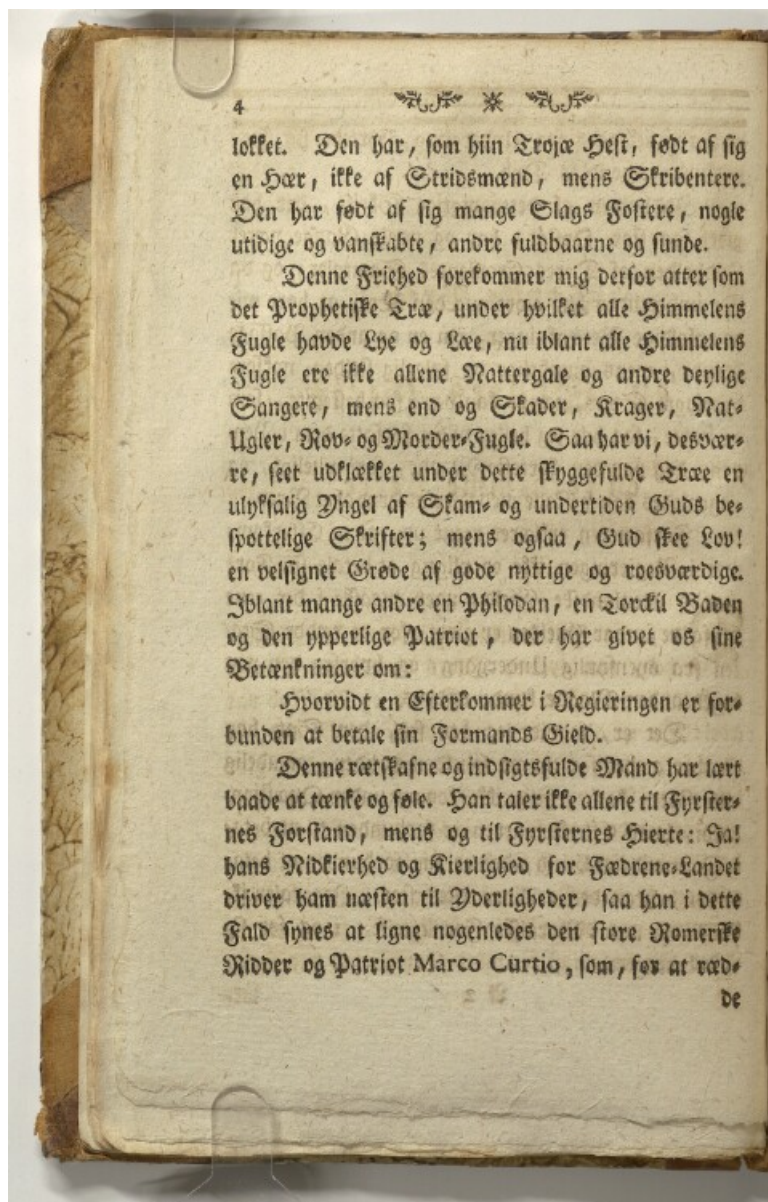 4
lokket. Den har, som hiin Trojæ Hest, født af sig
en Hær, ikke af Stridsmænd, mens Skribentere.
Den har født af sig mange Slags Fostere, nogle
utidige og vanskabte, andre fuldbaarne og sunde.
Denne Friehed forekommer mig derfor atter som
det Prophetiske Træ, under hvilket alle Himmelens
Fugle havde Lye og Læe, nu iblant alle Himmelens
Fugle ere ikke allene Nattergale og andre deylige
Sangere, mens end og Skader, Krager, Nat-
Ugler, Rov- og Morder-Fugle. Saa har vi, desvær-
re, seet udklækket under dette skyggefulde Træe en
ulyksalig Yngel af Skam- og undertiden Guds be-
spottelige Skrifter; mens ogsaa, Gud skee Lov!
en velsignet Grøde af gode nyttige og roesværdige.
Iblant mange andre en Philodan, en Torckil Baden
og den ypperlige Patriot, der har givet os sine
Betænkninger om:
Hvorvidt en Efterkommer i Regieringen er for-
bunden at betale sin Formands Gield.
Denne rætskafne og indsigtsfulde Mand har lært
baade at tænke og føle. Han taler ikke allene til Fyrster-
nes Forstand, mens og til Fyrsternes Hierte: Ja!
hans Nidkierhed og Kierlighed for Fædrene-Landet
driver ham næsten til Yderligheder, saa han i dette
Fald synes at ligne nogenledes den store Romerske
Ridder og Patriot Marco Curtio, som, for at ræd-
de